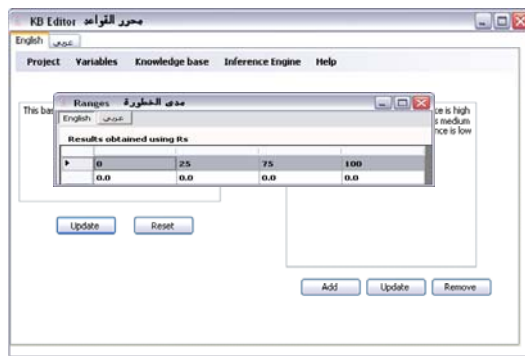 KB Editor محرر القواعد
English عربى
Project Variables Knowledge base Inference Engine Help
This bas
ce is high
s medium
nce is low
Ranges مدى الخطورة
English عربى
Results obtained using Rs
0 25 75 100
0.0 0.0 0.0 0.0
Update Reset
Add Update Remove